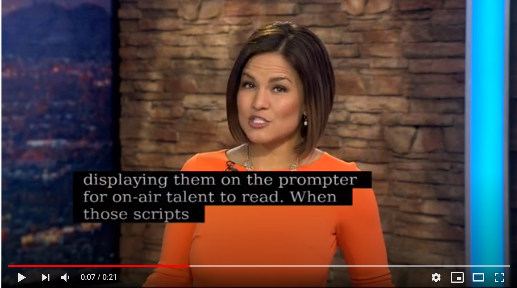 displaying them on the prompter
for on-air talent to read. When
those scripts
0:07 / 0:21